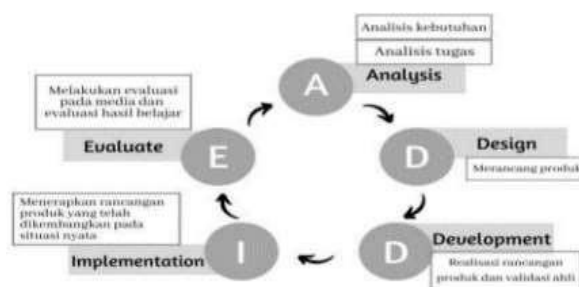 Analisis kebutuhan
Analisis tugas
A
Analysis
D
Design
Merancang produk
D
Development
Realisasi rancangan
produk dan validasi ahli
I
Implementation
Menerapkan rancangan
produk yang telah
dikembangkan pada
situasi nyata
E
Evaluate
Melakukan evaluasi
pada media dan
evaluasi hasil belajar